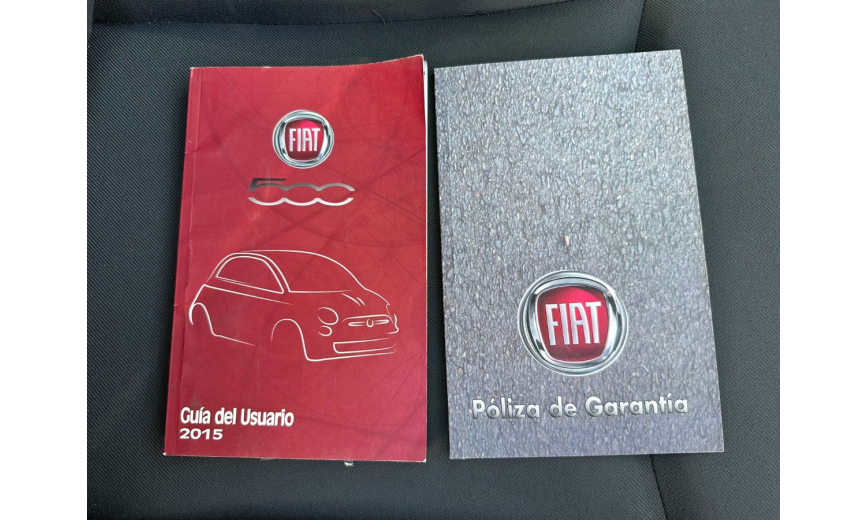 FIAT
500
Guía del Usuario
2015
FIAT
Póliza de Garantía